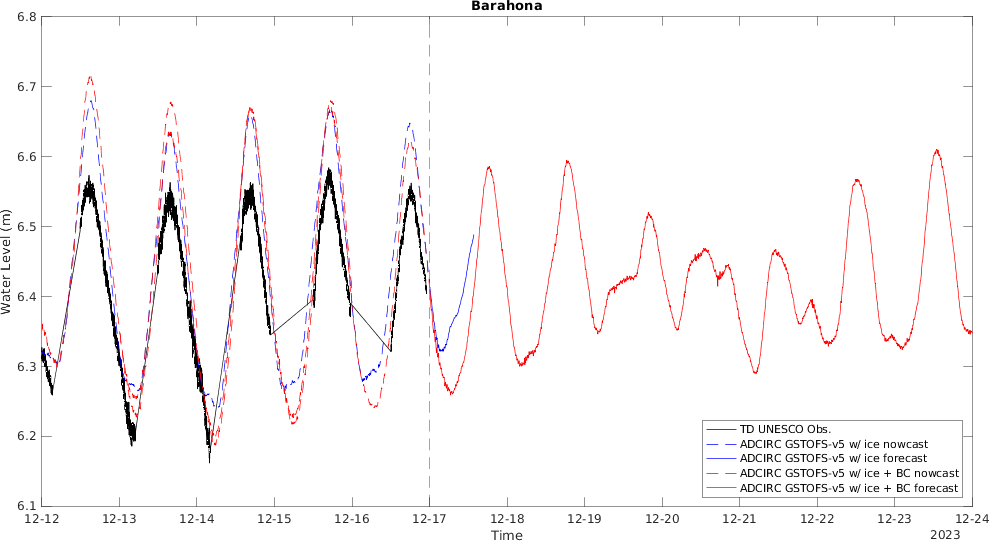 Barahona
6.8
6.7
6.6
6.5
6.4
6.3
6.2
6.1
Water Level (m)
12-12 12-13 12-14 12-15 12-16 12-17 12-18 12-19 12-20 12-21 12-22 12-23 12-24
Time
2023
TD UNESCO Obs.
ADCIRC GSTOFS-v5 w/ ice nowcast
ADCIRC GSTOFS-v5 w/ ice forecast
ADCIRC GSTOFS-v5 w/ ice + BC nowcast
ADCIRC GSTOFS-v5 w/ ice + BC forecast